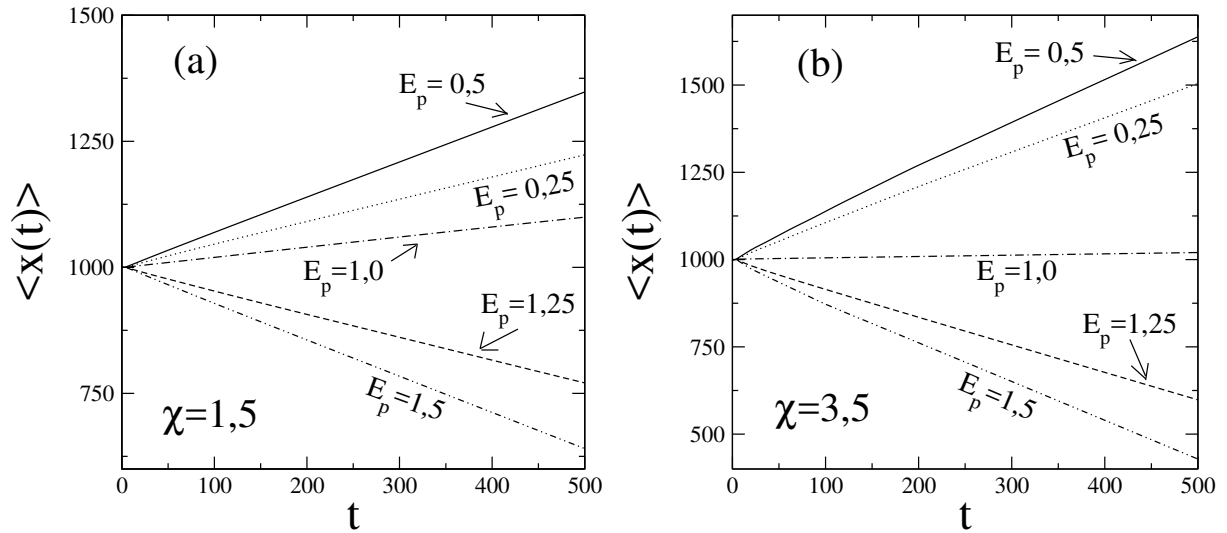 (a)
1500
1250
1000
750
<x(t)>
E_p= 0,5
E_p= 0,25
E_p=1,0
E_p=1,25
E_p=1,5
χ=1,5
0 100 200 300 400 500
t
(b)
1500
1250
1000
750
500
<x(t)>
E_p= 0,5
E_p= 0,25
E_p=1,0
E_p=1,25
E_p=1,5
χ=3,5
0 100 200 300 400 500
t